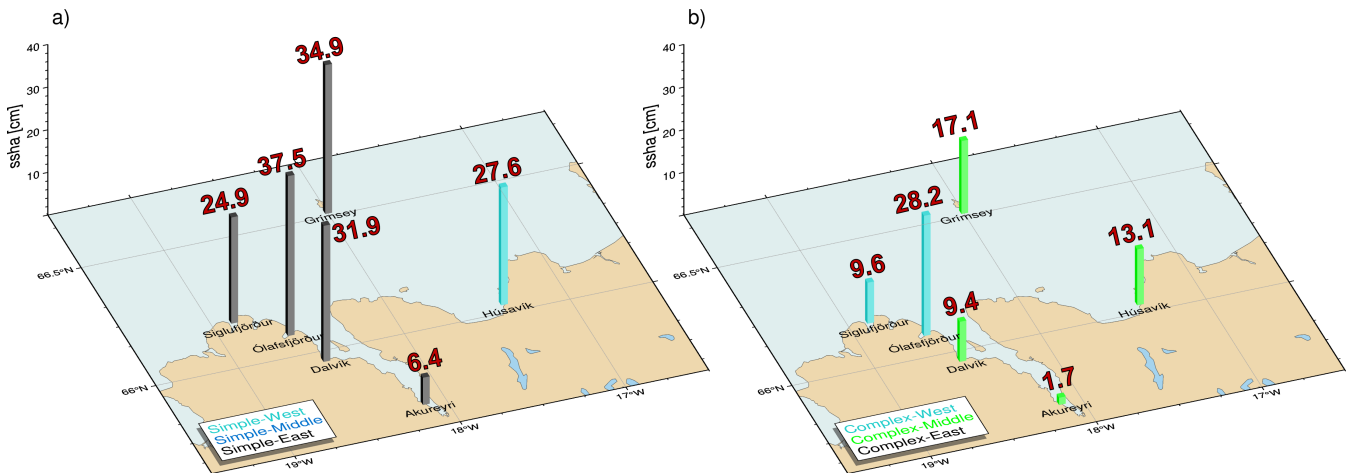 a)
40
30
20
10
ssha [cm]
34.9
37.5
27.6
24.9
31.9
Grímsey
66.5°N
Siglufjörður
Ólafsfjörður
Húsavík
Dalvík
6.4
66°N
Akureyri
17°W
18°W
19°W
Simple-West
Simple-Middle
Simple-East
b)
40
30
20
10
ssha [cm]
17.1
28.2
Grímsey
13.1
66.5°N
9.6
9.4
Siglufjörður
Ólafsfjörður
Húsavík
Dalvík
1.7
66°N
Akureyri
17°W
18°W
19°W
Complex-West
Complex-Middle
Complex-East